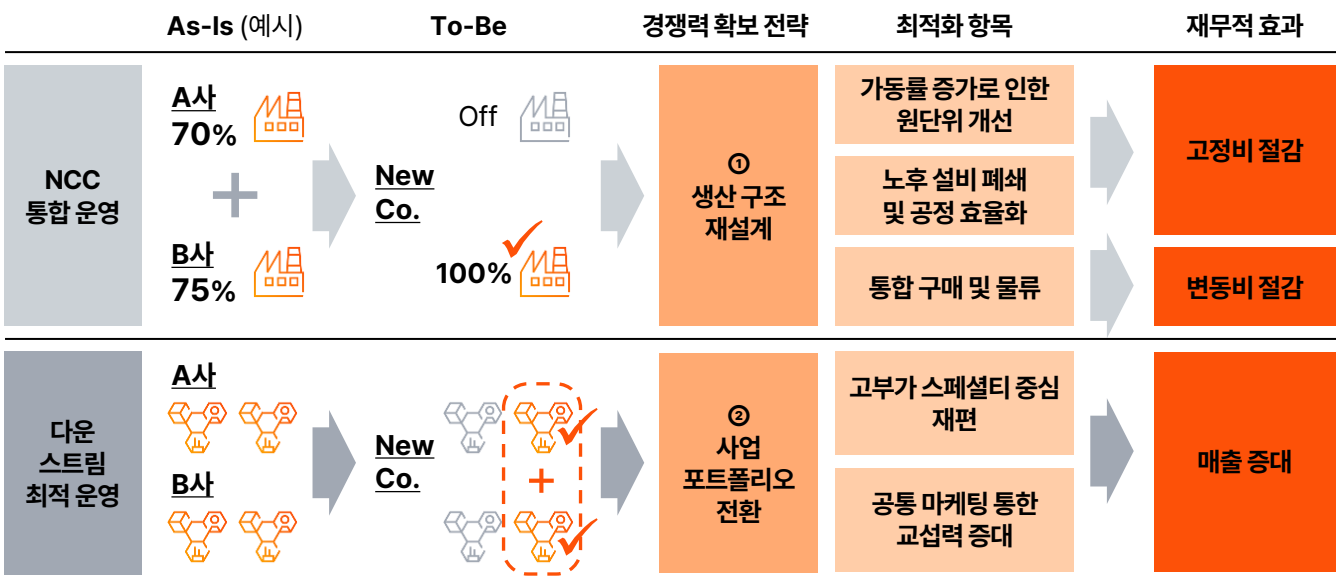 As-Is (예시)
To-Be
경쟁력 확보 전략
최적화 항목
재무적 효과
NCC
통합 운영
A사
70%
B사
75%
Off
New
Co.
100%
①
생산 구조
재설계
가동률 증가로 인한
원단위 개선
노후 설비 폐쇄
및 공정 효율화
통합 구매 및 물류
고정비 절감
변동비 절감
다운
스트림
최적 운영
A사
B사
New
Co.
②
사업
포트폴리오
전환
고부가 스페셜티 중심
재편
공통 마케팅 통한
교섭력 증대
매출 증대